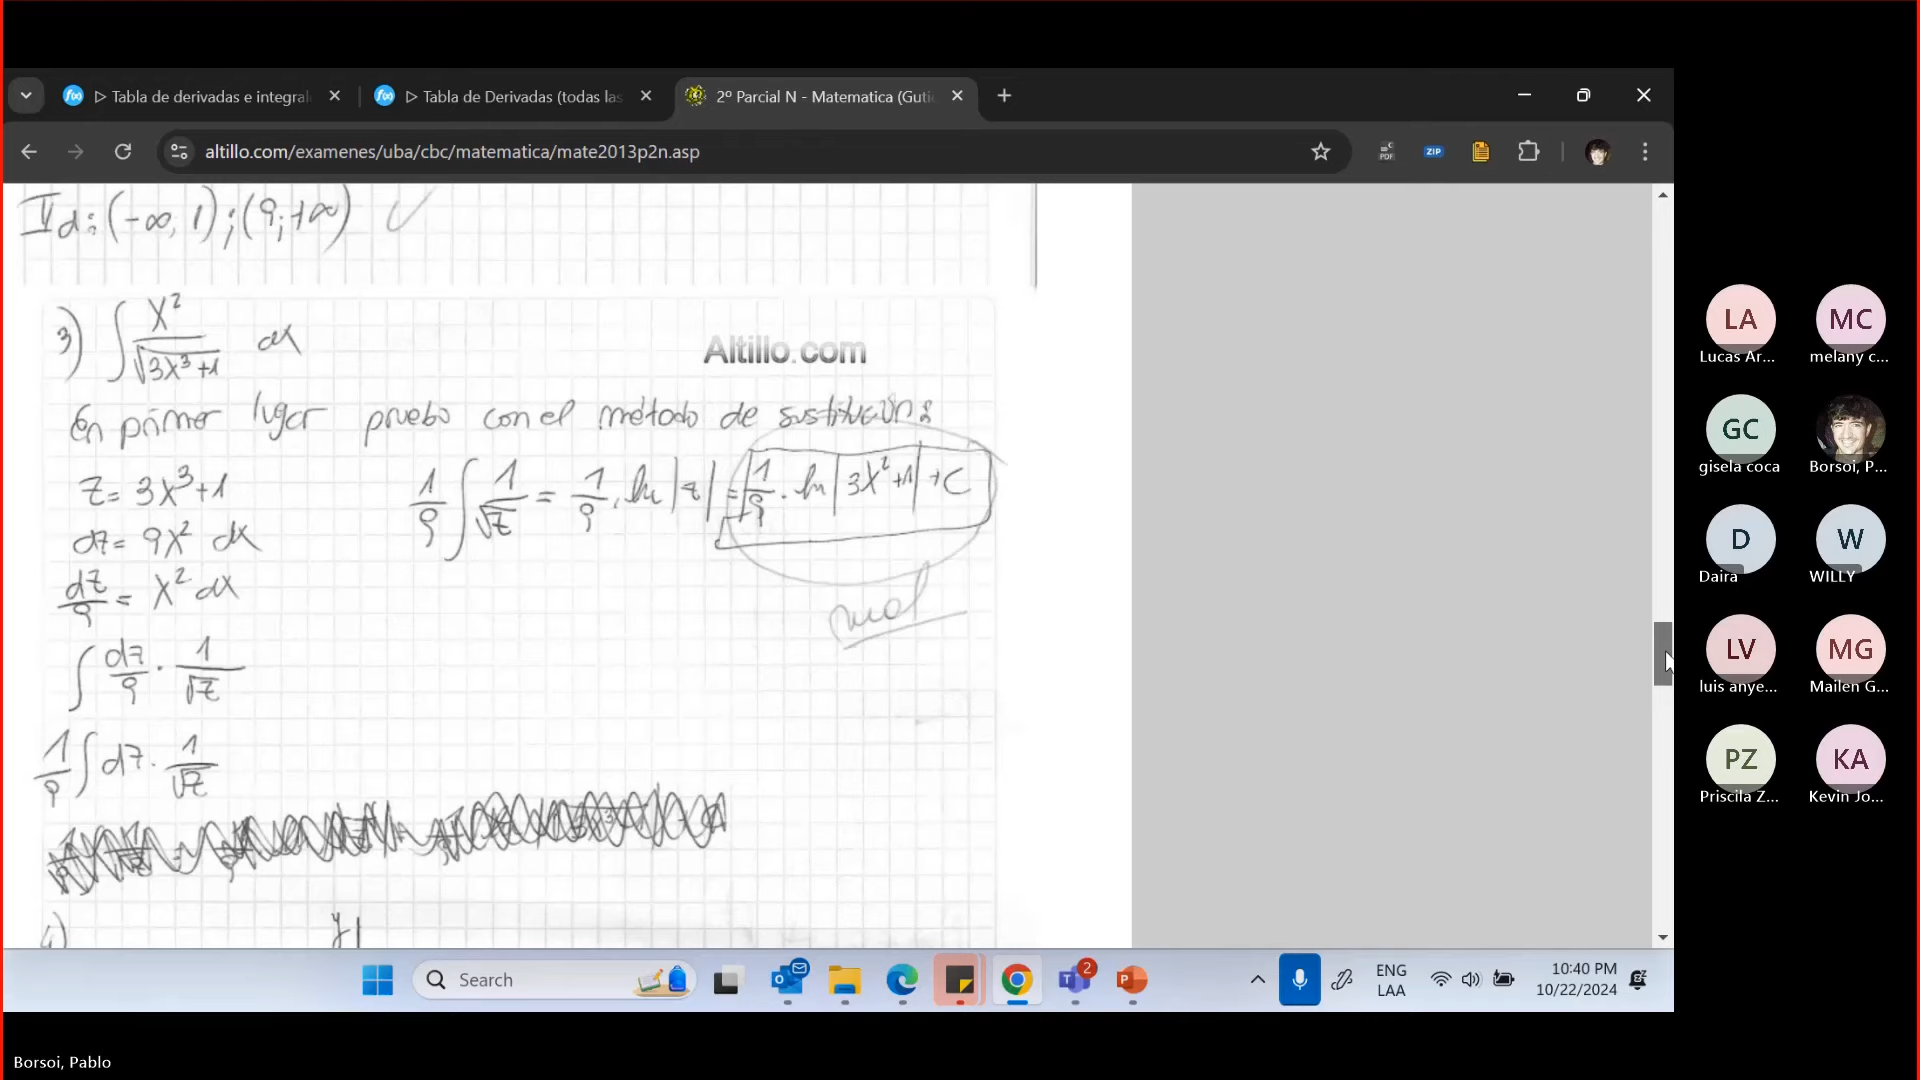 ▷ Tabla de derivadas e integral
▷ Tabla de Derivadas (todas las
2º Parcial N - Matematica (Guti
altillo.com/examenes/uba/cbc/matematica/mate2013p2n.asp
PDF
ZIP
Id: (-∞, 1) ; (9; +∞) ✓
3) ∫ x²/√(3x³+1) dx
Altillo.com
En primer lugar pruebo con el método de sustitución:
z = 3x³+1
1/9 ∫ 1/√z = 1/9 . ln |z| = 1/9 . ln |3x²+1| + C
dz = 9x² dx
dz/9 = x² dx
mal
∫ dz/9 . 1/√z
1/9 ∫ dz . 1/√z
4)
y
LA
Lucas Ar...
MC
melany c...
GC
gisela coca
Borsoi, P...
D
Daira
W
WILLY
LV
luis anye...
MG
Mailen G...
PZ
Priscila Z...
KA
Kevin Jo...
Search
2
ENG
LAA
10:40 PM
10/22/2024
Borsoi, Pablo